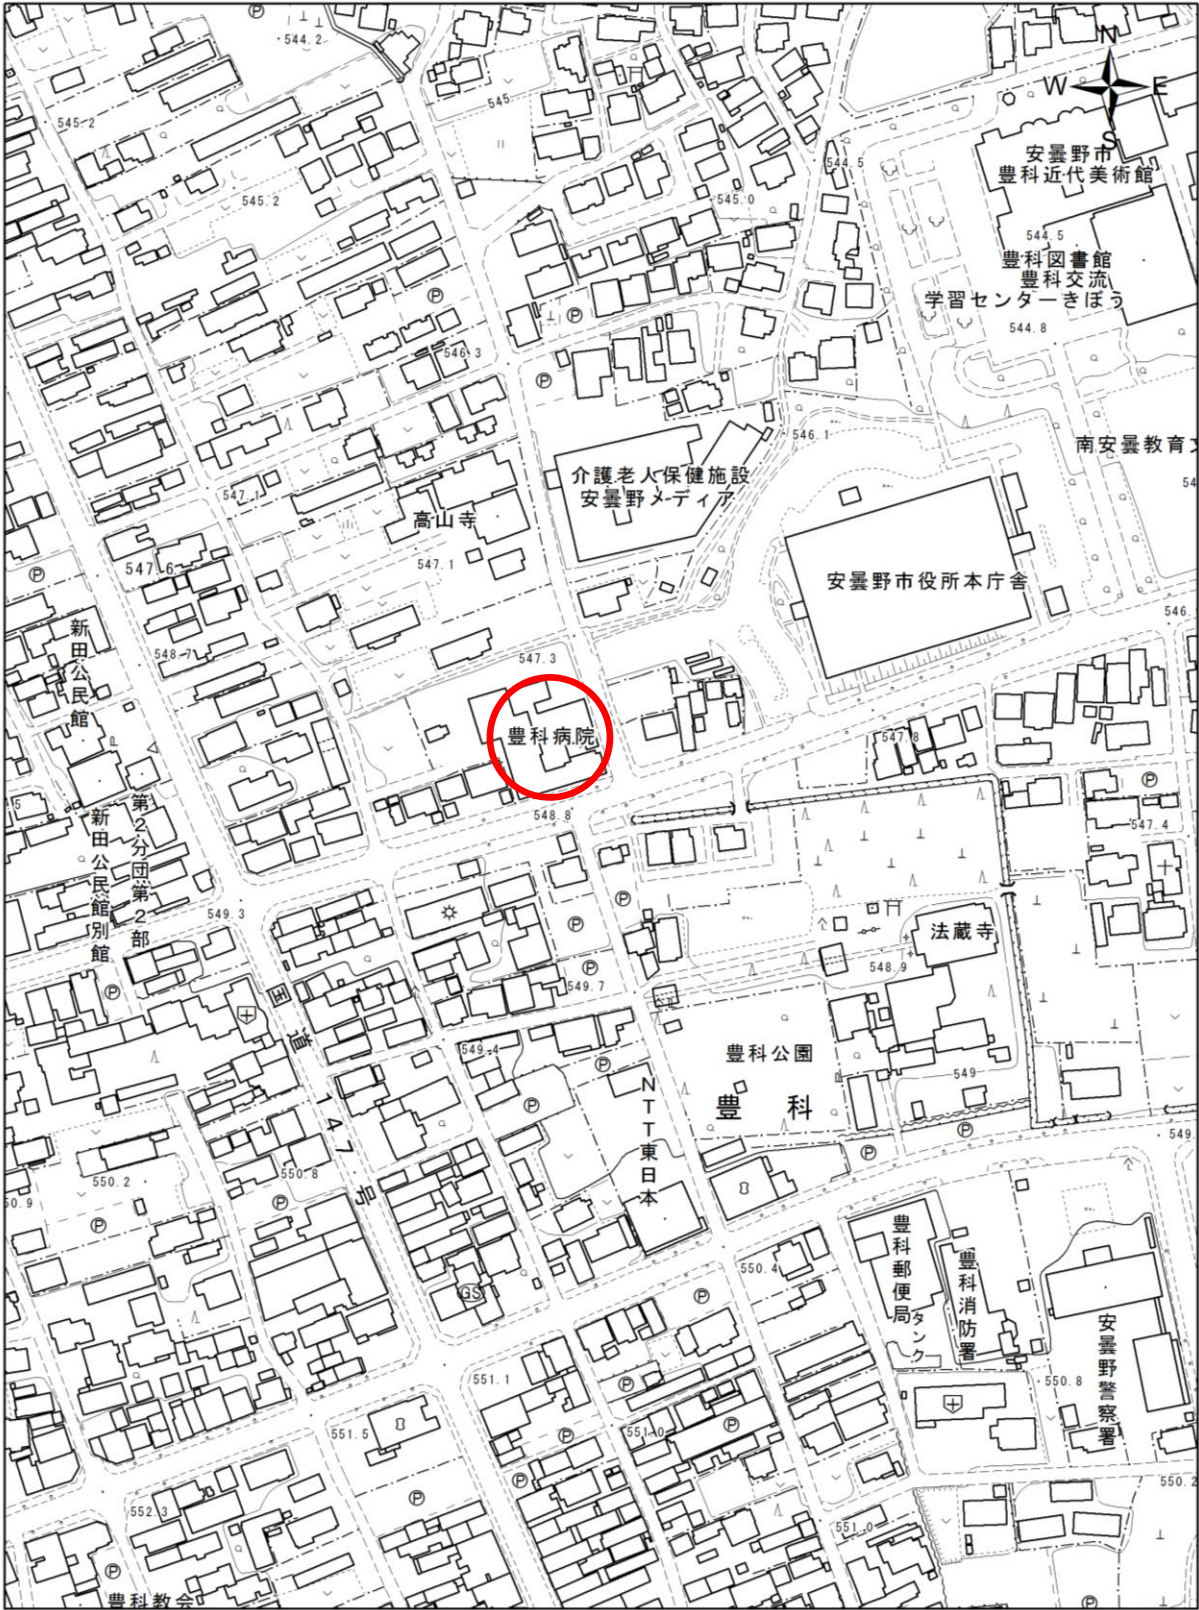 544.2
N
W
E
S
545
545.2
安曇野市
豊科近代美術館
544.5
545.2
545.0
544.5
豊科図書館
豊科交流
学習センターきぼう
544.8
546.3
546.1
南安曇教育
介護老人保健施設
安曇野メディア
547.1
高山寺
547.1
547.6
安曇野市役所本庁舎
546.
新田公民館
548.7
547.3
豊科病院
547.8
548.8
547.4
第2分団第2部
新田公民館別館
549.3
法蔵寺
548.9
549.7
国道147号
549.4
豊科公園
549
NTT東日本
豊科
549
550.2
550.8
50.9
豊科郵便局
豊科消防署
タンク
550.4
GS
安曇野警察署
551.1
550.8
551.5
551.0
550.2
552.3
551.0
豊科教会